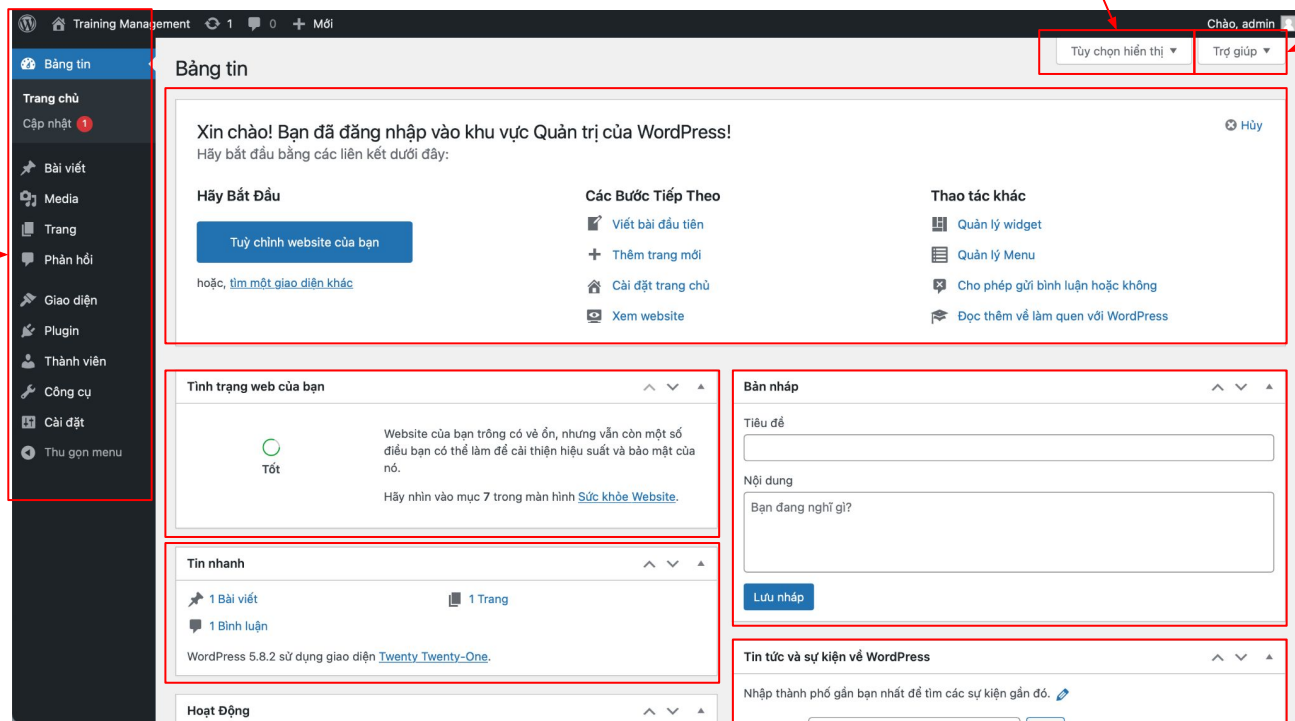 Training Management 1 0 Mới Chào, admin
Bảng tin
Trang chủ
Cập nhật 1
Bài viết
Media
Trang
Phản hồi
Giao diện
Plugin
Thành viên
Công cụ
Cài đặt
Thu gọn menu
Tùy chọn hiển thị
Trợ giúp
Bảng tin
Xin chào! Bạn đã đăng nhập vào khu vực Quản trị của WordPress!
Hủy
Hãy bắt đầu bằng các liên kết dưới đây:
Hãy Bắt Đầu
Tuỳ chỉnh website của bạn
hoặc, tìm một giao diện khác
Các Bước Tiếp Theo
Viết bài đầu tiên
Thêm trang mới
Cài đặt trang chủ
Xem website
Thao tác khác
Quản lý widget
Quản lý Menu
Cho phép gửi bình luận hoặc không
Đọc thêm về làm quen với WordPress
Tình trạng web của bạn
Tốt
Website của bạn trông có vẻ ổn, nhưng vẫn còn một số
điều bạn có thể làm để cải thiện hiệu suất và bảo mật của
nó.
Hãy nhìn vào mục 7 trong màn hình Sức khỏe Website.
Tin nhanh
1 Bài viết
1 Trang
1 Bình luận
WordPress 5.8.2 sử dụng giao diện Twenty Twenty-One.
Hoạt Động
Bản nháp
Tiêu đề
Nội dung
Bạn đang nghĩ gì?
Lưu nháp
Tin tức và sự kiện về WordPress
Nhập thành phố gần bạn nhất để tìm các sự kiện gần đó.